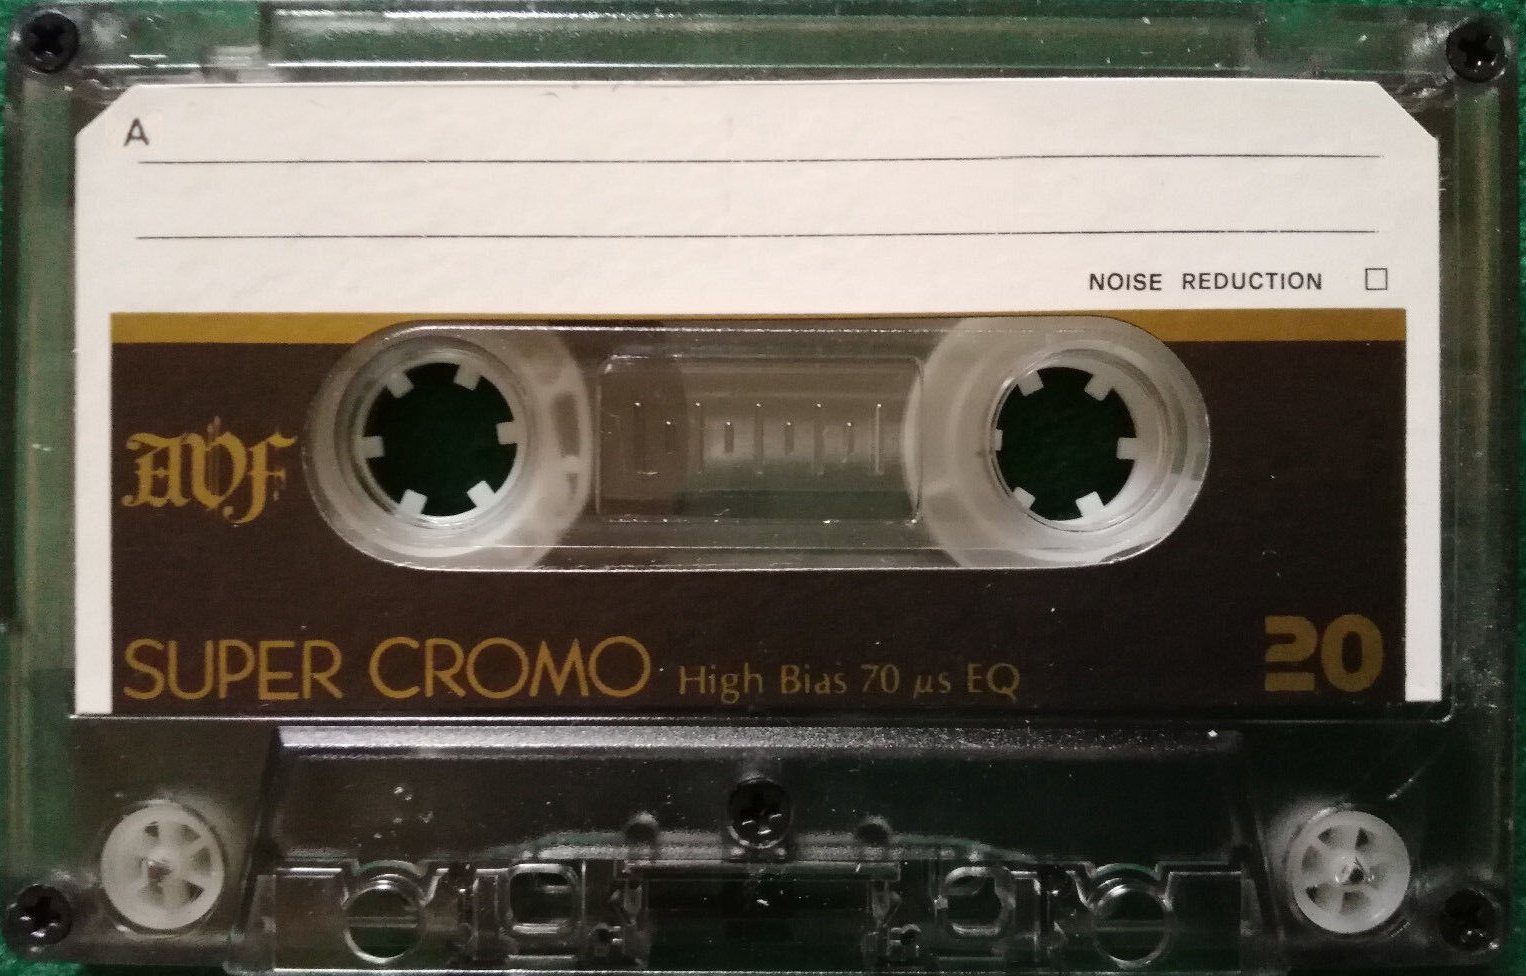 A
NOISE REDUCTION
AVF
SUPER CROMO High Bias 70 µs EQ
20